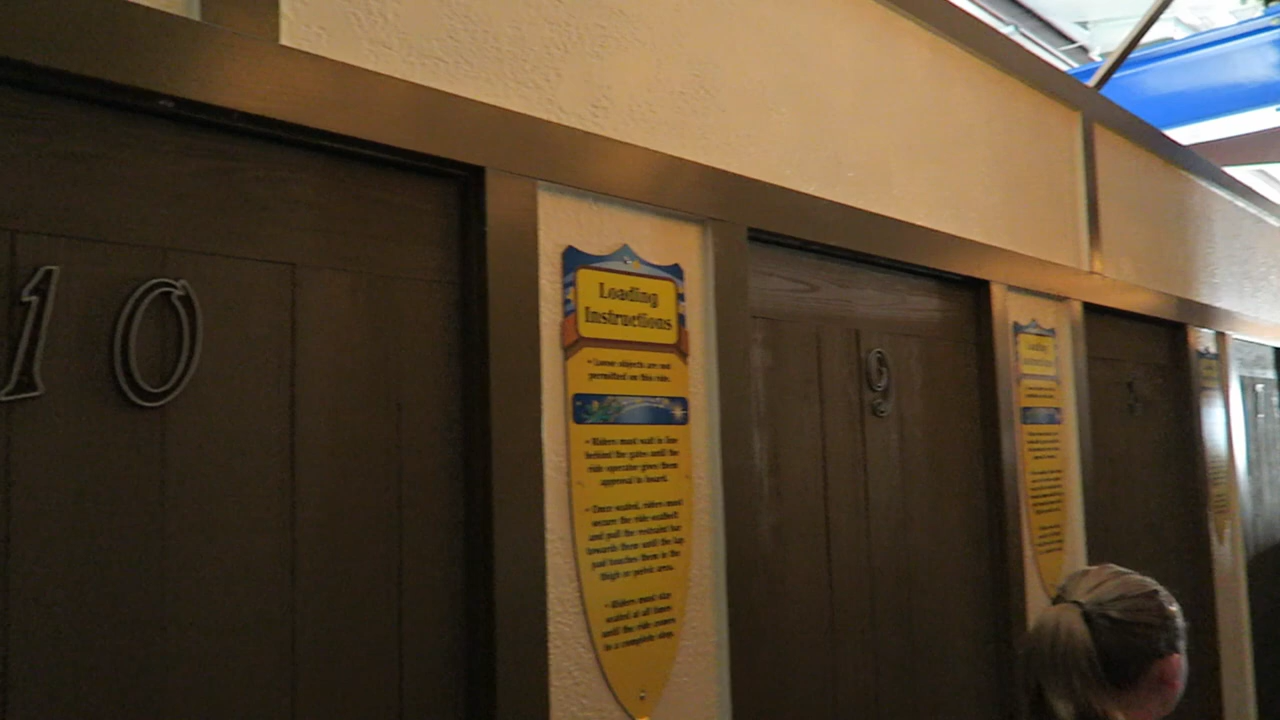 10
Loading
Instructions
• Loose objects are not
permitted on this ride.
• Riders must wait in line
behind the gates until the
ride operator gives them
approval to board.
• Once seated, riders must
secure the ride seatbelt
and pull the restraint bar
towards them until the lap
pad touches them in the
thigh or pelvic area.
• Riders must stay
seated at all times
until the ride comes
to a complete stop.
9
Loading
Instructions